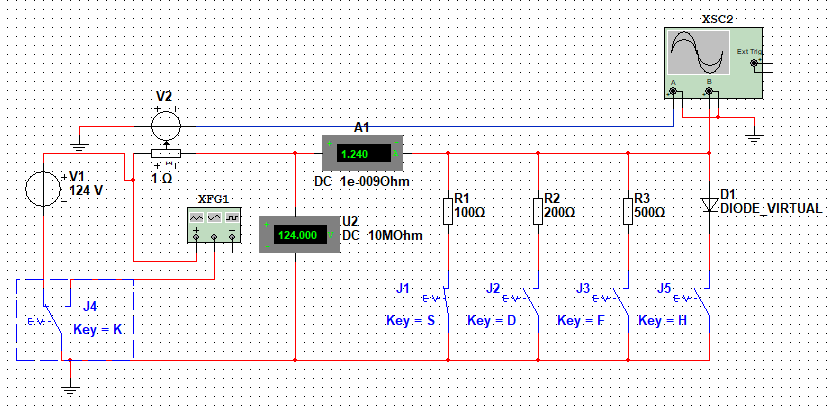 XSC2
Ext Trig
A
B
V2
A1
1.240
DC 1e-009Ohm
V1
124 V
1 Ω
XFG1
U2
124.000
DC 10MOhm
R1
100Ω
R2
200Ω
R3
500Ω
D1
DIODE_VIRTUAL
J4
Key = K
J1
Key = S
J2
Key = D
J3
Key = F
J5
Key = H